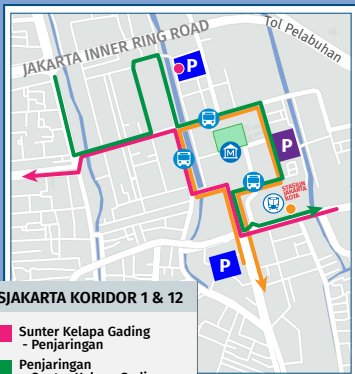 JAKARTA INNER RING ROAD
Tol Pelabuhan
P
P
M
STASIUN
JAKARTA
KOTA
P
SJAKARTA KORIDOR 1 & 12
Sunter Kelapa Gading
- Penjaringan
Penjaringan